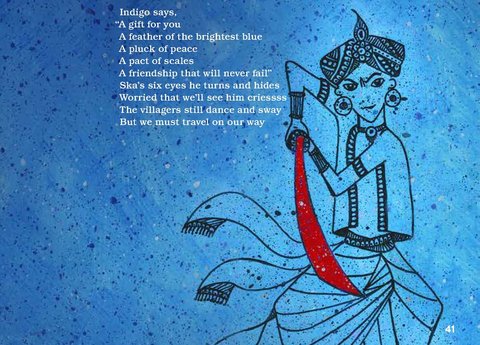 Indigo says,
“A gift for you
A feather of the brightest blue
A pluck of peace
A pact of scales
A friendship that will never fail”
Ska’s six eyes he turns and hides
Worried that we’ll see him criessss
The villagers still dance and sway
But we must travel on our way
41